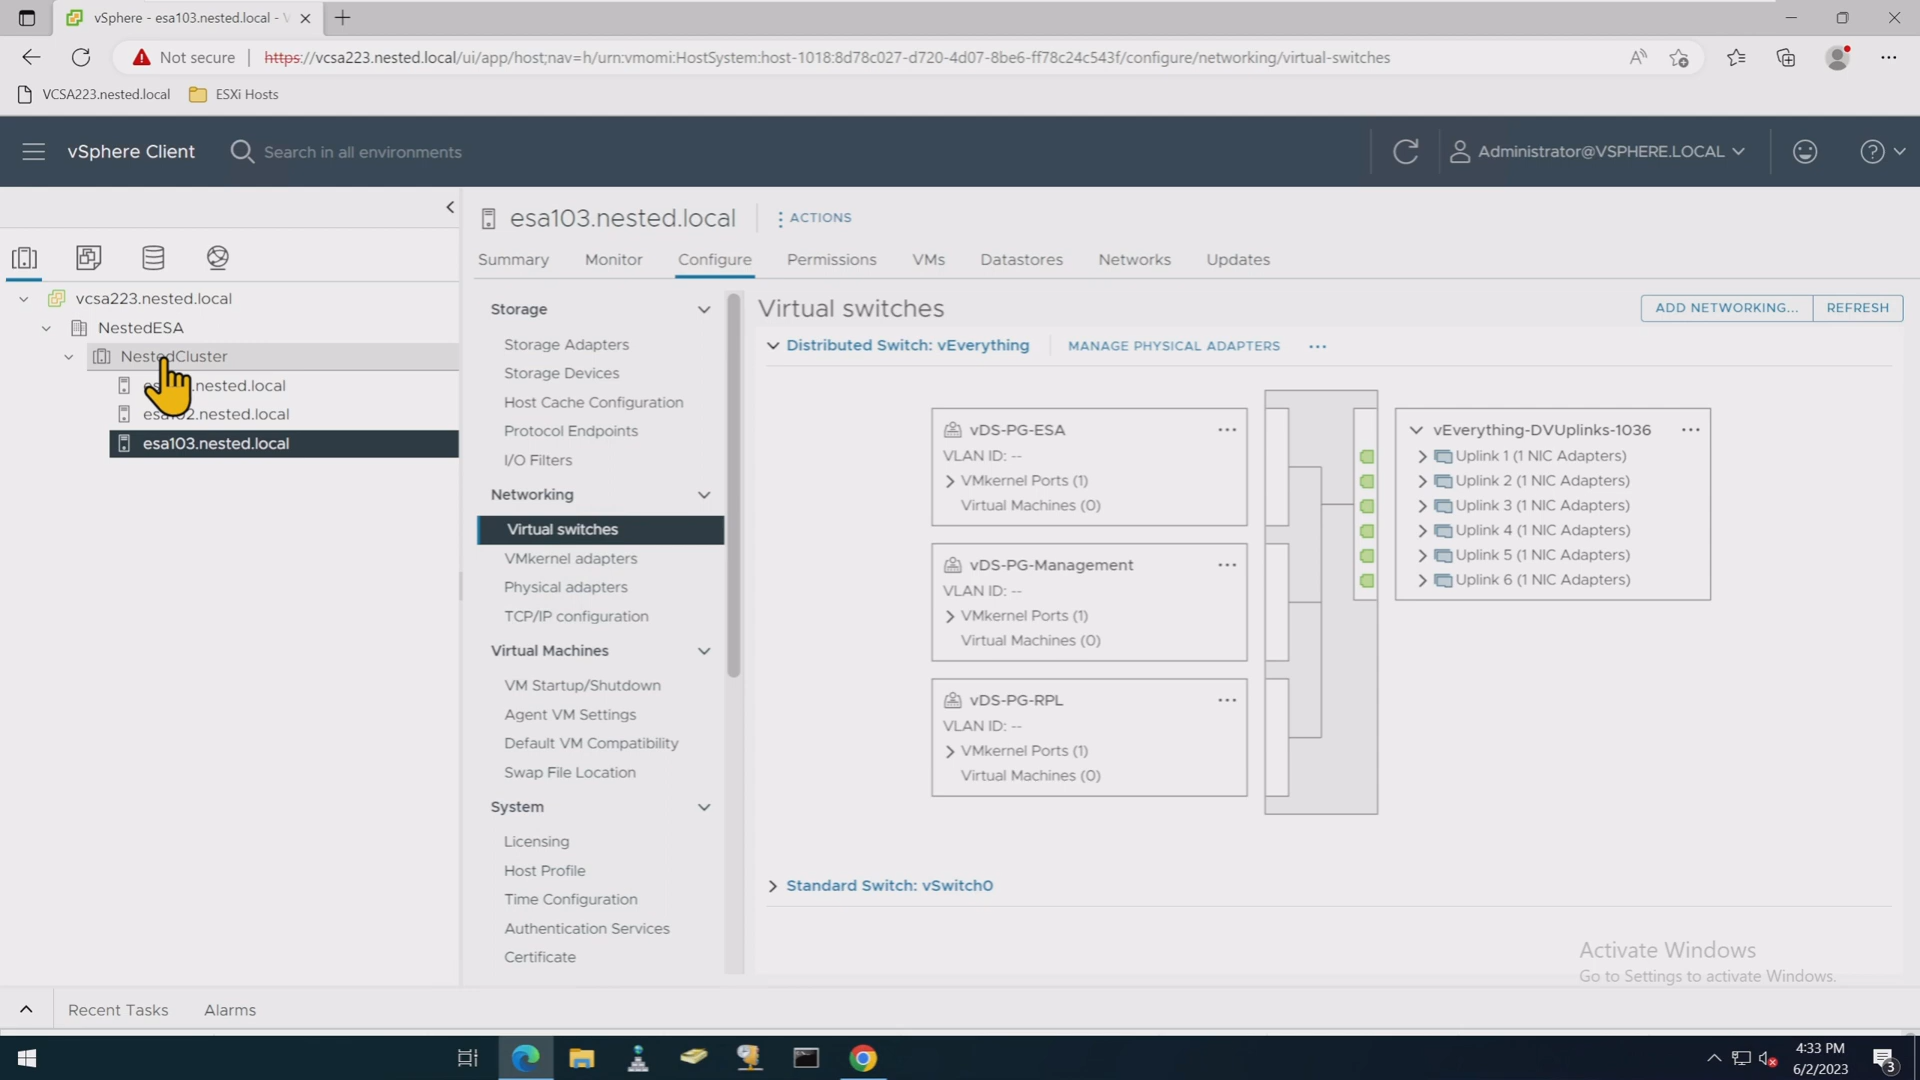 vSphere - esa103.nested.local -
Not secure
https://vcsa223.nested.local/ui/app/host;nav=h/urn:vmomi:HostSystem:host-1018:8d78c027-d720-4d07-8be6-ff78c24c543f/configure/networking/virtual-switches
VCSA223.nested.local
ESXi Hosts
vSphere Client
Search in all environments
Administrator@VSPHERE.LOCAL
esa103.nested.local
ACTIONS
Summary
Monitor
Configure
Permissions
VMs
Datastores
Networks
Updates
vcsa223.nested.local
NestedESA
NestedCluster
.nested.local
esa102.nested.local
esa103.nested.local
Storage
Storage Adapters
Storage Devices
Host Cache Configuration
Protocol Endpoints
I/O Filters
Networking
Virtual switches
VMkernel adapters
Physical adapters
TCP/IP configuration
Virtual Machines
VM Startup/Shutdown
Agent VM Settings
Default VM Compatibility
Swap File Location
System
Licensing
Host Profile
Time Configuration
Authentication Services
Certificate
Virtual switches
ADD NETWORKING...
REFRESH
Distributed Switch: vEverything
MANAGE PHYSICAL ADAPTERS
vDS-PG-ESA
VLAN ID: --
VMkernel Ports (1)
Virtual Machines (0)
vDS-PG-Management
VLAN ID: --
VMkernel Ports (1)
Virtual Machines (0)
vDS-PG-RPL
VLAN ID: --
VMkernel Ports (1)
Virtual Machines (0)
vEverything-DVUplinks-1036
Uplink 1 (1 NIC Adapters)
Uplink 2 (1 NIC Adapters)
Uplink 3 (1 NIC Adapters)
Uplink 4 (1 NIC Adapters)
Uplink 5 (1 NIC Adapters)
Uplink 6 (1 NIC Adapters)
Standard Switch: vSwitch0
Activate Windows
Go to Settings to activate Windows.
Recent Tasks
Alarms
4:33 PM
6/2/2023
3